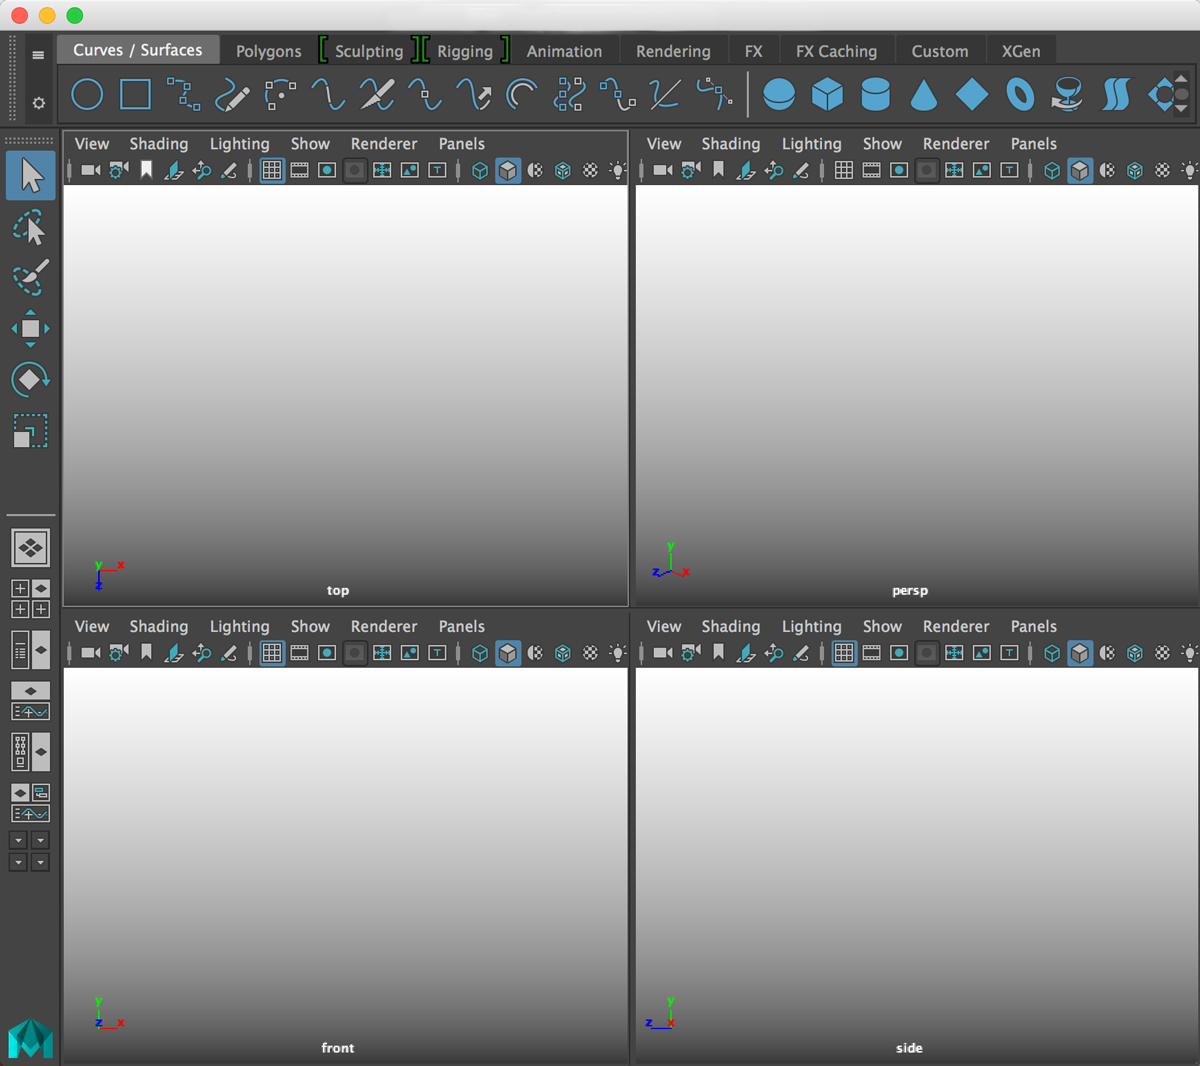 Curves / Surfaces Polygons Sculpting Rigging Animation Rendering FX FX Caching Custom XGen
View Shading Lighting Show Renderer Panels
View Shading Lighting Show Renderer Panels
T
T
y x
z
top
y
z x
persp
View Shading Lighting Show Renderer Panels
View Shading Lighting Show Renderer Panels
T
T
y
z x
front
y
z x
side